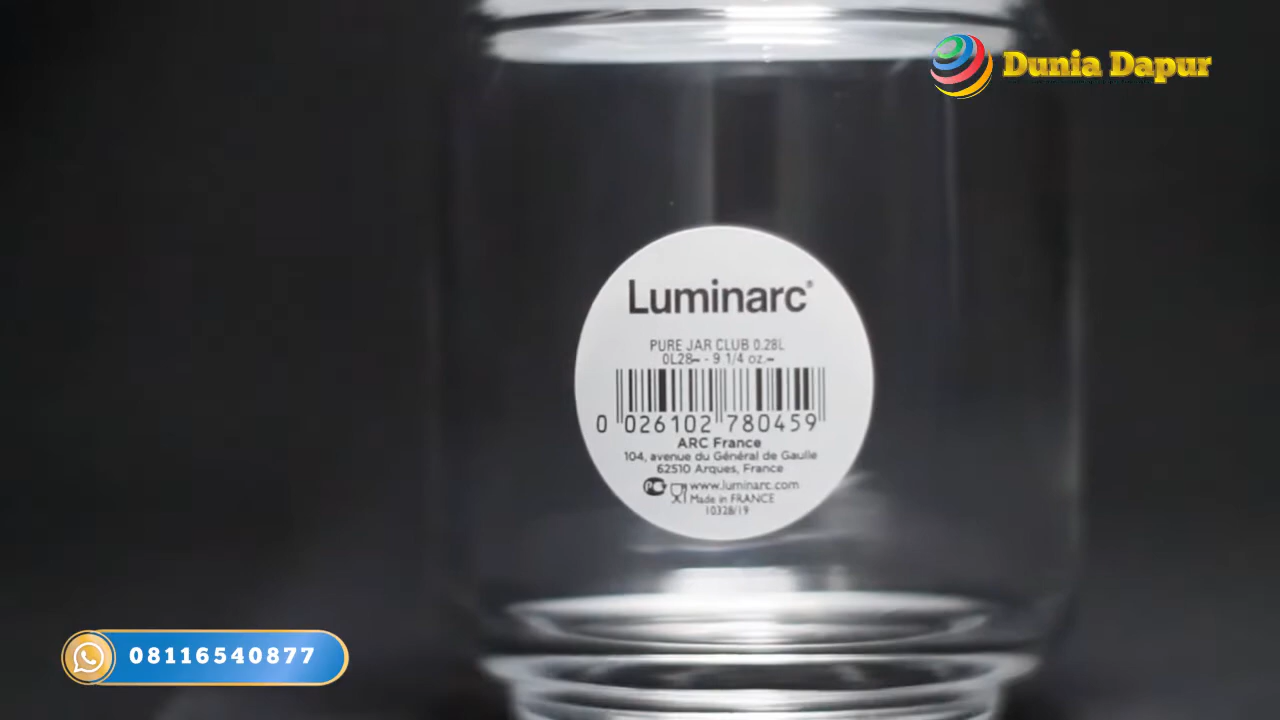 Dunia Dapur
Luminarc®
PURE JAR CLUB 0.28L
0L28 - 9 1/4 oz.
0 026102 780459
ARC France
104, avenue du Général de Gaulle
62510 Arques, France
www.luminarc.com
Made in FRANCE
10328/19
08116540877